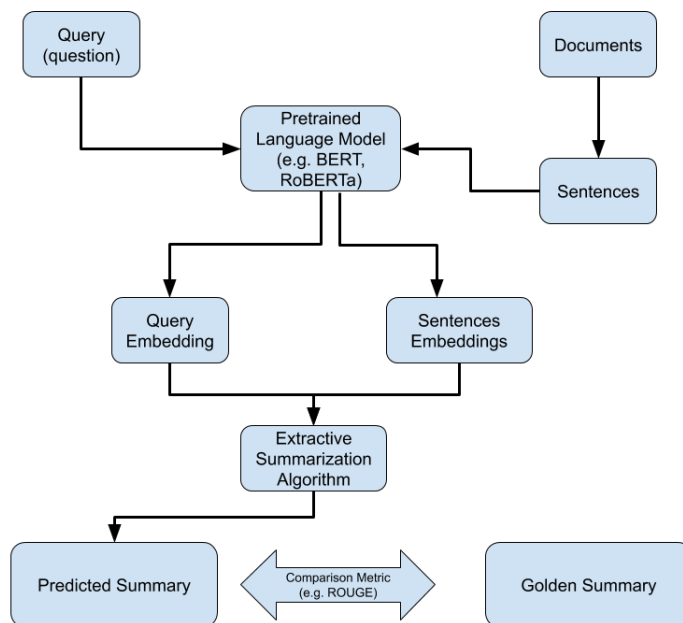 Query
(question)
Documents
Pretrained
Language Model
(e.g. BERT,
RoBERTa)
Sentences
Query
Embedding
Sentences
Embeddings
Extractive
Summarization
Algorithm
Predicted Summary
Comparison Metric
(e.g. ROUGE)
Golden Summary